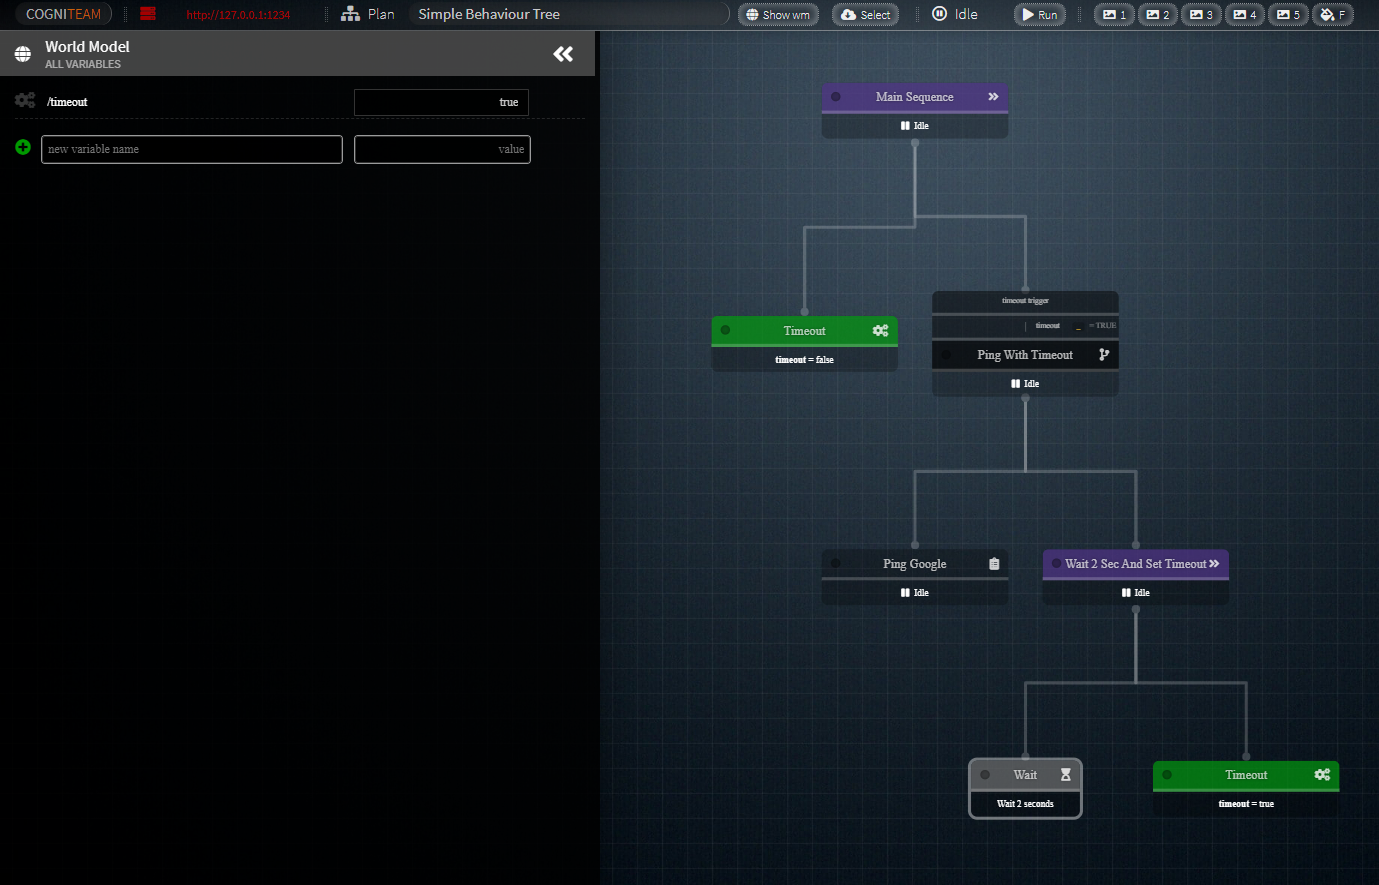 COGNITEAM http://127.0.0.1:1234 Plan Simple Behaviour Tree Show wm Select Idle Run 1 2 3 4 5 F
World Model
ALL VARIABLES
/timeout true
new variable name value
Main Sequence
Idle
timeout trigger
timeout _ = TRUE
Timeout
timeout = false
Ping With Timeout
Idle
Ping Google
Idle
Wait 2 Sec And Set Timeout
Idle
Wait
Wait 2 seconds
Timeout
timeout = true